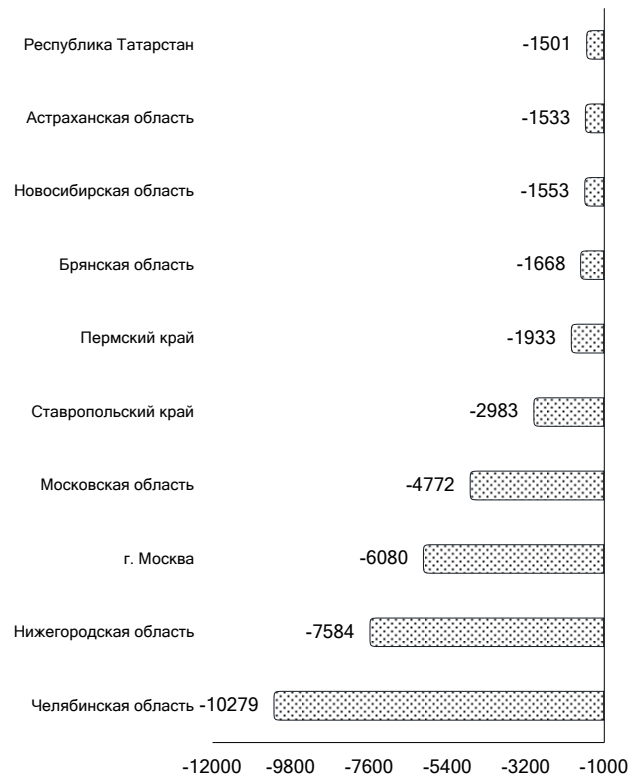 Республика Татарстан -1501
Астраханская область -1533
Новосибирская область -1553
Брянская область -1668
Пермский край -1933
Ставропольский край -2983
Московская область -4772
г. Москва -6080
Нижегородская область -7584
Челябинская область -10279
-12000 -9800 -7600 -5400 -3200 -1000